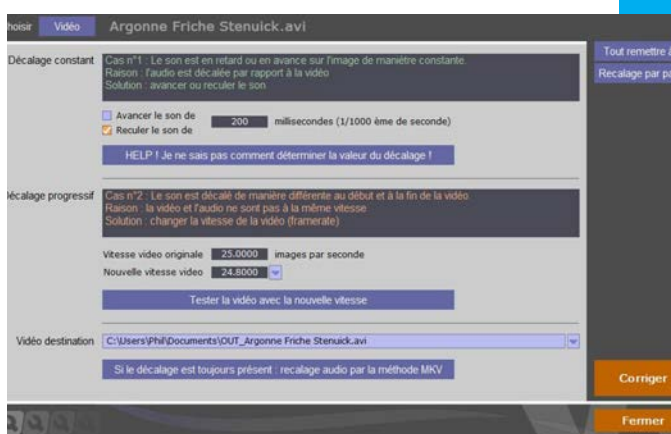 Vidéo
Argonne Friche Stenuick.avi
Tout remettre
Recalage par
Décalage constant
Cas n°1 : Le son est en retard ou en avance sur l'image de manière constante.
Raison : l'audio est décalée par rapport à la vidéo
Solution : avancer ou reculer le son
Avancer le son de
Reculer le son de
200
millisecondes (1/1000 ème de seconde)
HELP ! Je ne sais pas comment déterminer la valeur du décalage !
Décalage progressif
Cas n°2 : Le son est décalé de manière différente au début et à la fin de la vidéo.
Raison : la vidéo et l'audio ne sont pas à la même vitesse
Solution : changer la vitesse de la vidéo (framerate)
Vitesse video originale 25.0000 images par seconde
Nouvelle vitesse video 24.8000
Tester la vidéo avec la nouvelle vitesse
Vidéo destination C:\Users\Phil\Documents\OUT_Argonne Friche Stenuick.avi
Si le décalage est toujours présent : recalage audio par la méthode MKV
Corriger
Fermer